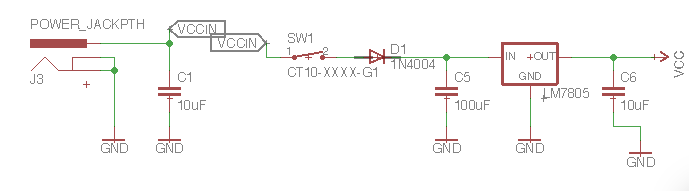 POWER_JACKPTH
J3
GND
VCCIN
VCCIN
C1
10uF
GND
SW1
1
2
CT10-XXXX-G1
D1
1N4004
C5
100uF
GND
IN
OUT
GND
LM7805
GND
C6
10uF
GND
VCC